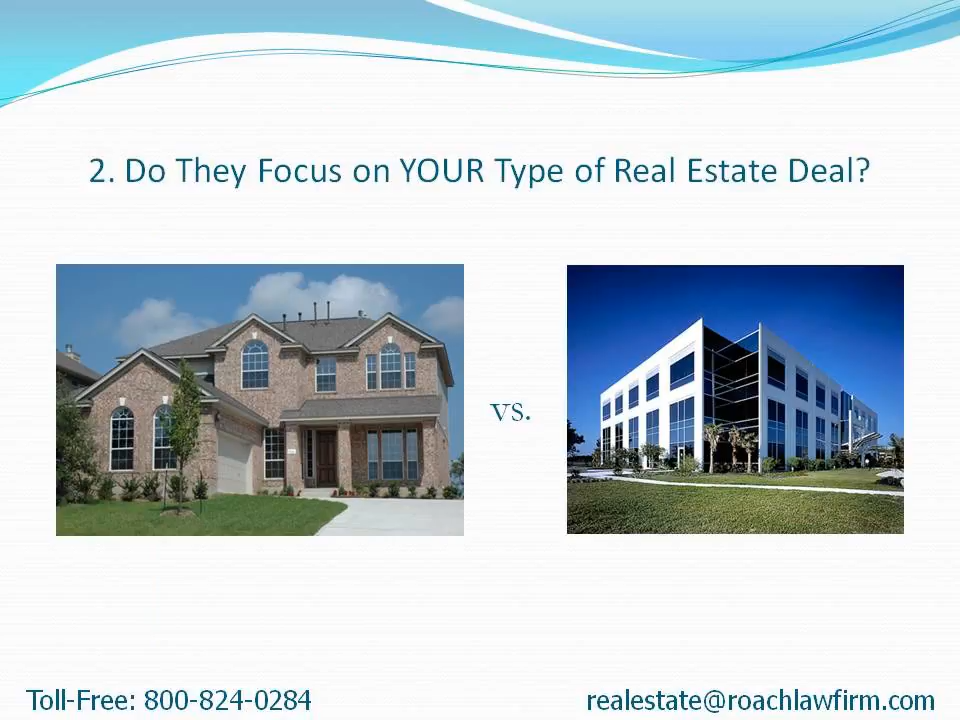 2. Do They Focus on YOUR Type of Real Estate Deal?
vs.
Toll-Free: 800-824-0284
realestate@roachlawfirm.com